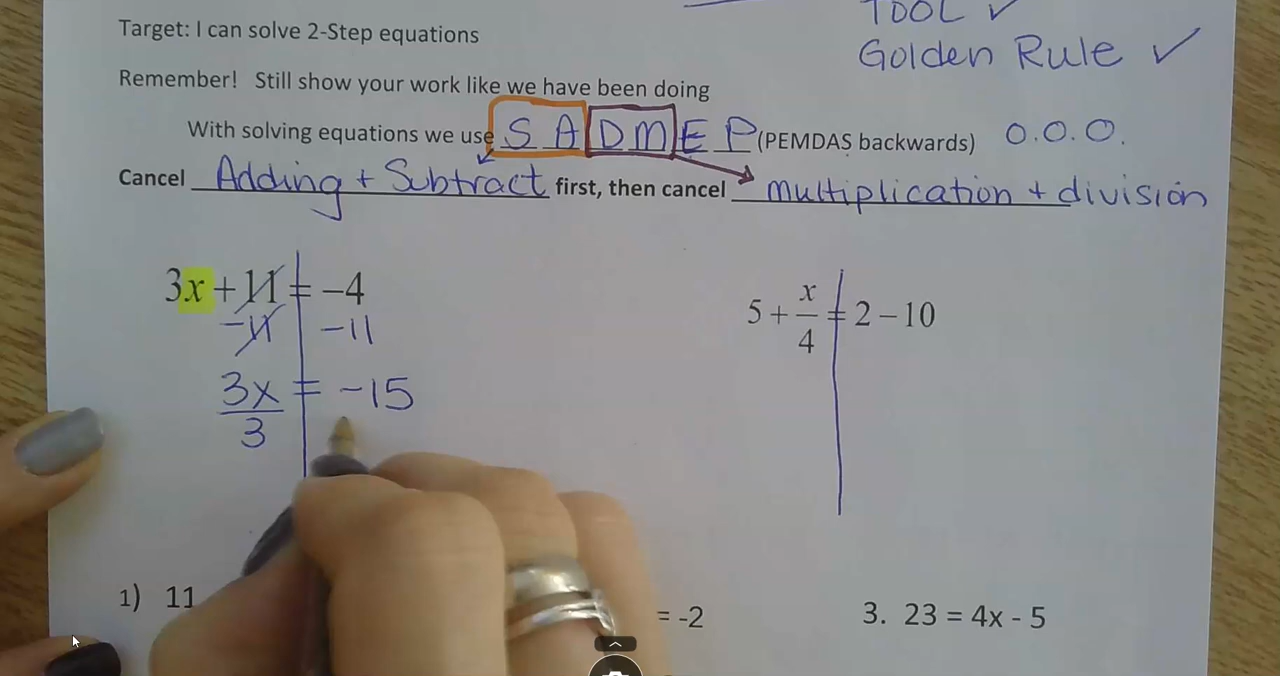 TOOL ✓
Target: I can solve 2-Step equations
Golden Rule ✓
Remember! Still show your work like we have been doing
With solving equations we use S A D M E P (PEMDAS backwards) O.O.O.
Cancel Adding + Subtract first, then cancel multiplication + division
3x + 11 = -4
-11 -11
3x = -15
3
5 + x/4 = 2 - 10
1) 11
= -2
3. 23 = 4x - 5